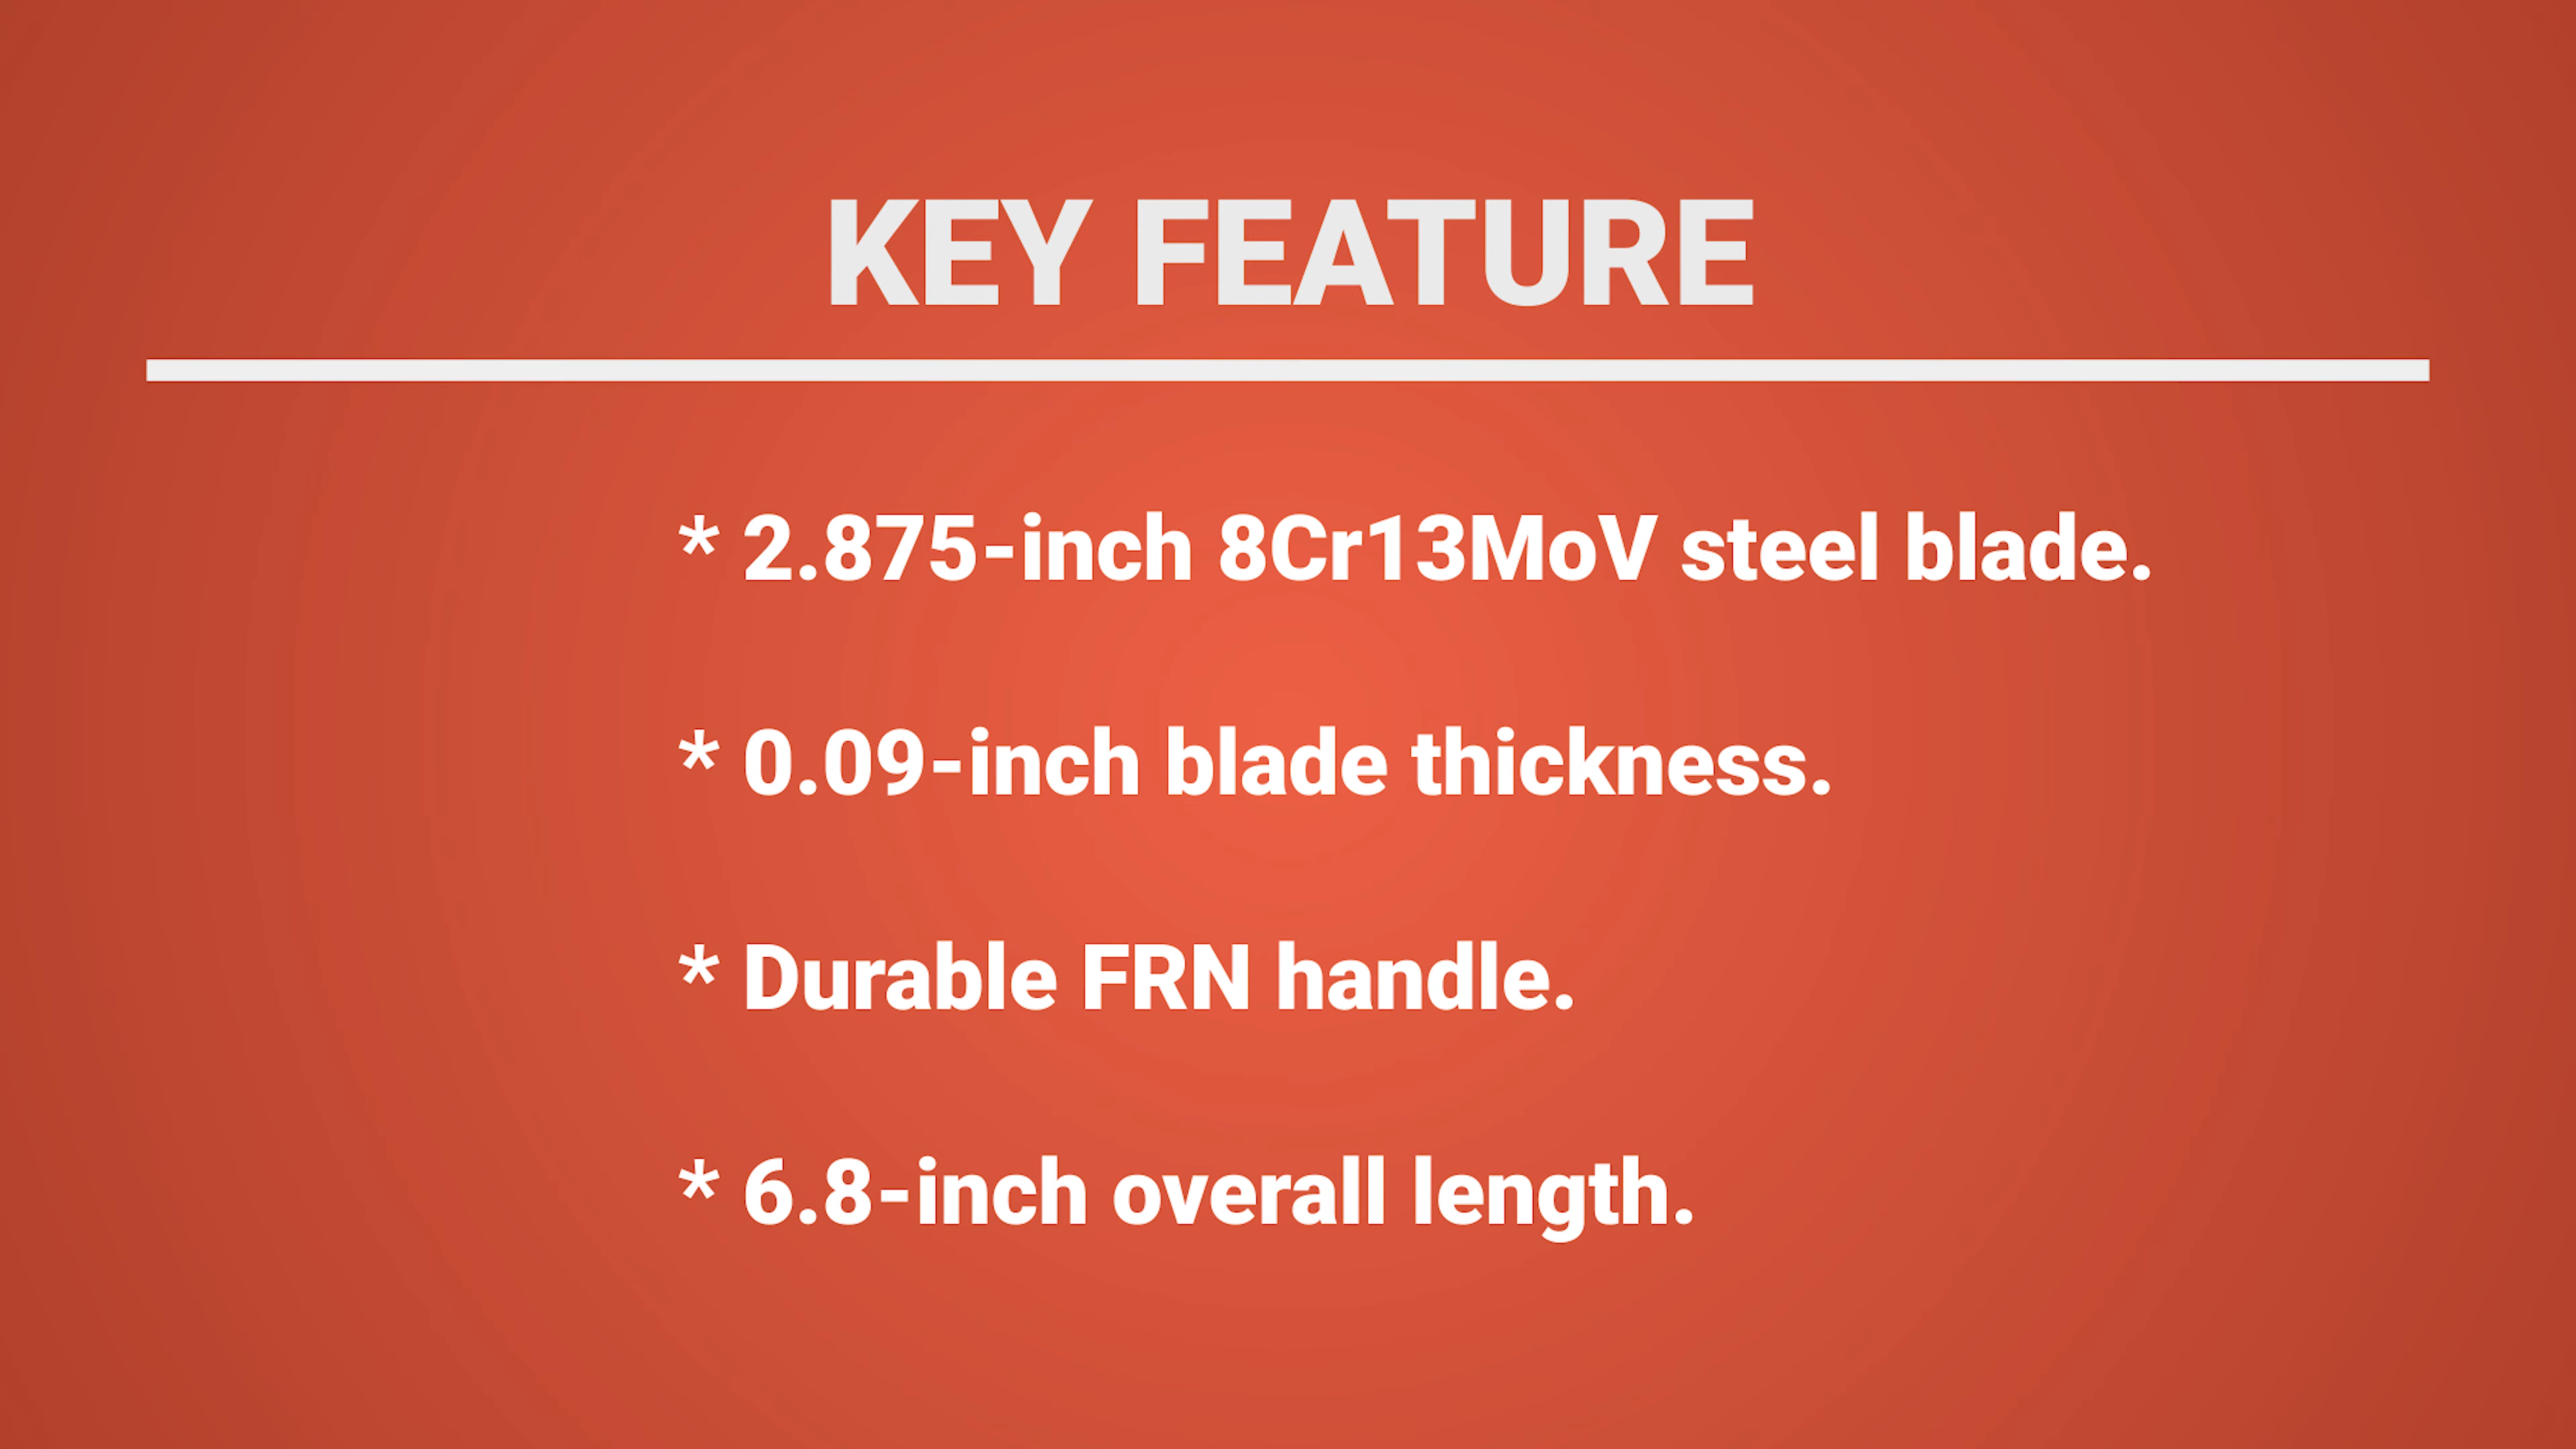 KEY FEATURE
* 2.875-inch 8Cr13MoV steel blade.
* 0.09-inch blade thickness.
* Durable FRN handle.
* 6.8-inch overall length.